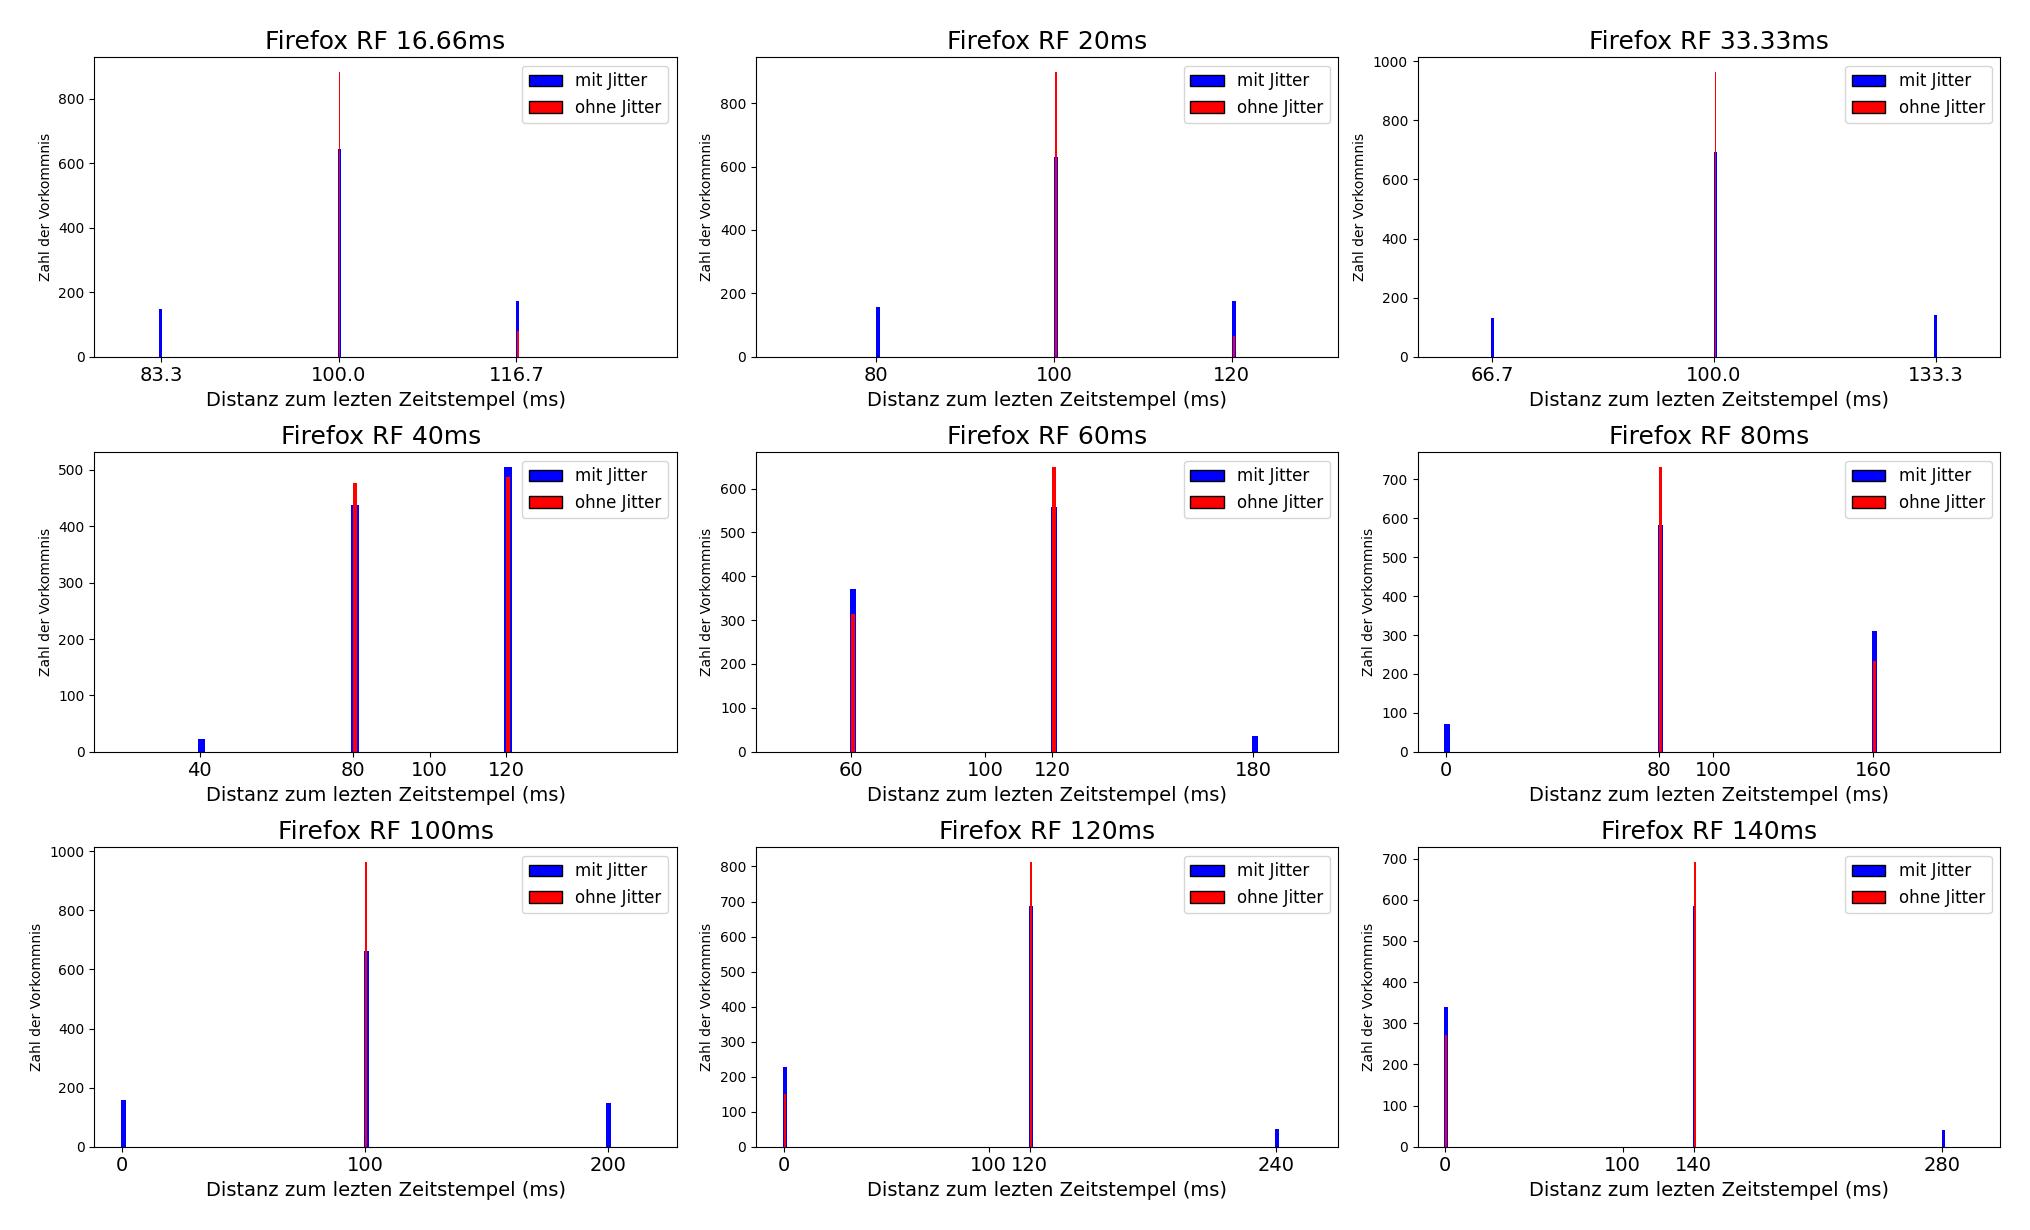 Firefox RF 16.66ms
mit Jitter
ohne Jitter
Zahl der Vorkommnis
800
600
400
200
0
83.3 100.0 116.7
Distanz zum lezten Zeitstempel (ms)
Firefox RF 20ms
mit Jitter
ohne Jitter
Zahl der Vorkommnis
800
600
400
200
0
80 100 120
Distanz zum lezten Zeitstempel (ms)
Firefox RF 33.33ms
mit Jitter
ohne Jitter
Zahl der Vorkommnis
1000
800
600
400
200
0
66.7 100.0 133.3
Distanz zum lezten Zeitstempel (ms)
Firefox RF 40ms
mit Jitter
ohne Jitter
Zahl der Vorkommnis
500
400
300
200
100
0
40 80 100 120
Distanz zum lezten Zeitstempel (ms)
Firefox RF 60ms
mit Jitter
ohne Jitter
Zahl der Vorkommnis
600
500
400
300
200
100
0
60 100 120 180
Distanz zum lezten Zeitstempel (ms)
Firefox RF 80ms
mit Jitter
ohne Jitter
Zahl der Vorkommnis
700
600
500
400
300
200
100
0
0 80 100 160
Distanz zum lezten Zeitstempel (ms)
Firefox RF 100ms
mit Jitter
ohne Jitter
Zahl der Vorkommnis
1000
800
600
400
200
0
0 100 200
Distanz zum lezten Zeitstempel (ms)
Firefox RF 120ms
mit Jitter
ohne Jitter
Zahl der Vorkommnis
800
700
600
500
400
300
200
100
0
0 100 120 240
Distanz zum lezten Zeitstempel (ms)
Firefox RF 140ms
mit Jitter
ohne Jitter
Zahl der Vorkommnis
700
600
500
400
300
200
100
0
0 100 140 280
Distanz zum lezten Zeitstempel (ms)